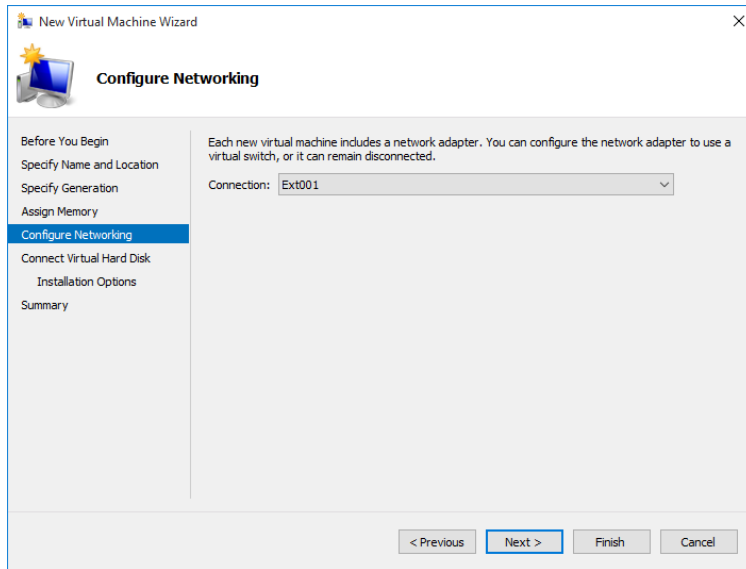 New Virtual Machine Wizard
Configure Networking
Before You Begin
Specify Name and Location
Specify Generation
Assign Memory
Configure Networking
Connect Virtual Hard Disk
Installation Options
Summary
Each new virtual machine includes a network adapter. You can configure the network adapter to use a
virtual switch, or it can remain disconnected.
Connection: Ext001
< Previous Next > Finish Cancel